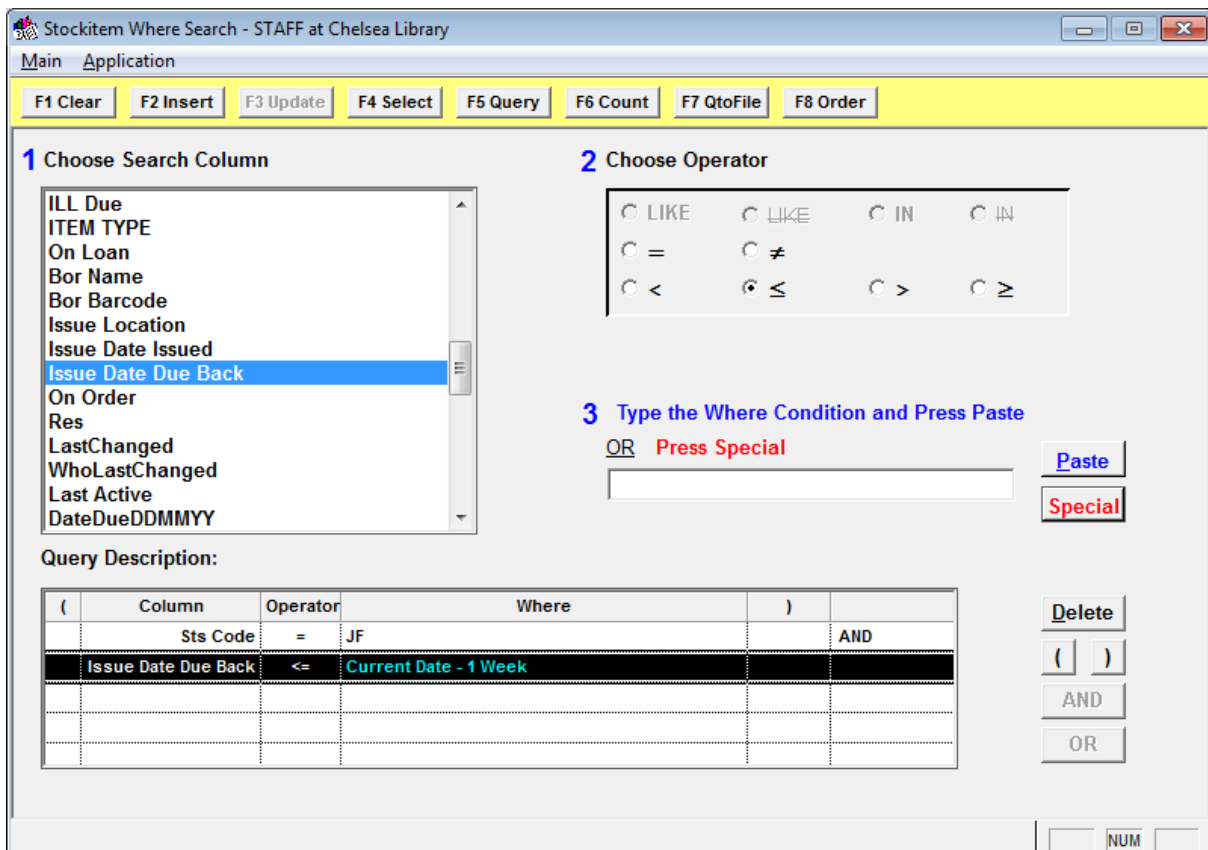 Stockitem Where Search - STAFF at Chelsea Library
Main Application
F1 Clear F2 Insert F3 Update F4 Select F5 Query F6 Count F7 QtoFile F8 Order
1 Choose Search Column
2 Choose Operator
ILL Due
ITEM TYPE
On Loan
Bor Name
Bor Barcode
Issue Location
Issue Date Issued
Issue Date Due Back
On Order
Res
LastChanged
WhoLastChanged
Last Active
DateDueDDMMYY
LIKE LIKE IN IN
= ≠
< ≤ > ≥
3 Type the Where Condition and Press Paste
OR Press Special
Paste
Special
Query Description:
( Column Operator Where )
Sts Code = JF AND
Issue Date Due Back <= Current Date - 1 Week
Delete
( )
AND
OR
NUM